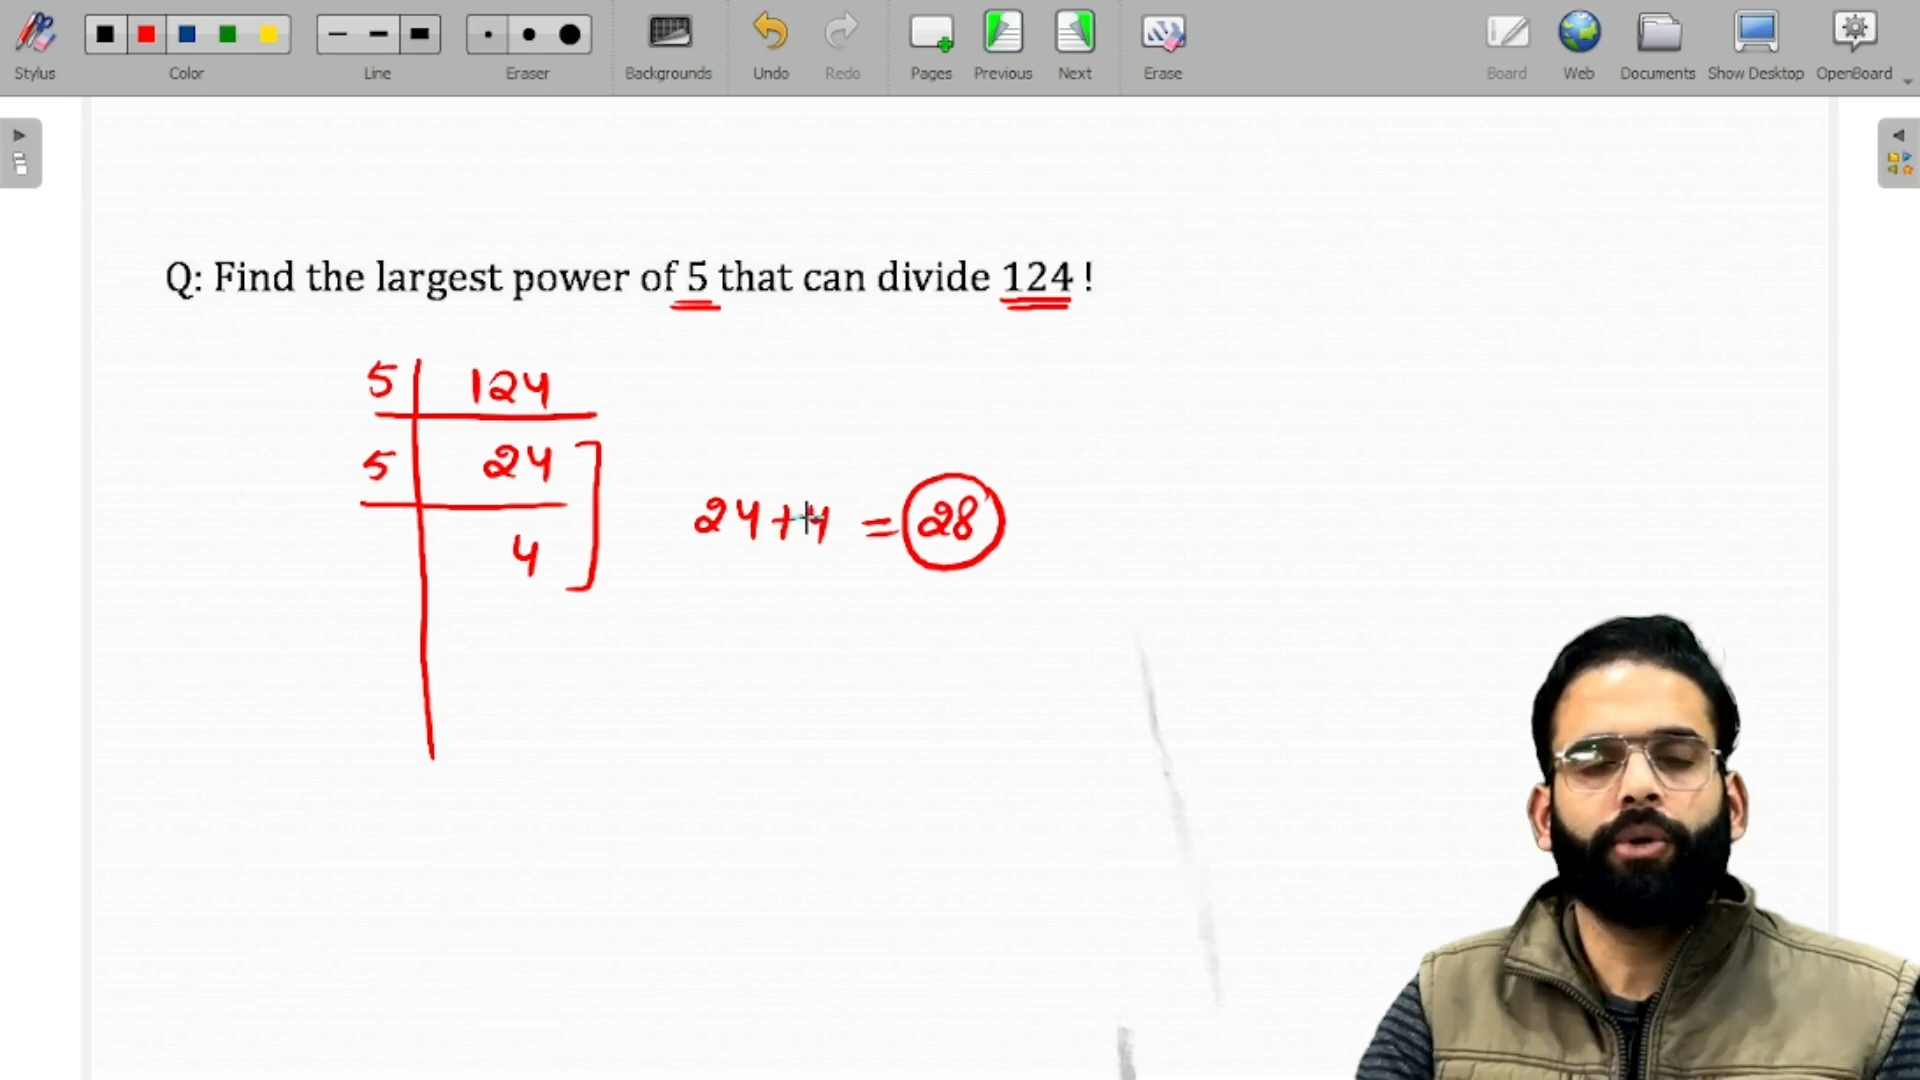 Stylus Color Line Eraser Backgrounds Undo Redo Pages Previous Next Erase Board Web Documents Show Desktop OpenBoard
Q: Find the largest power of 5 that can divide 124 !
5 124
5 24
4
24+4 = 28